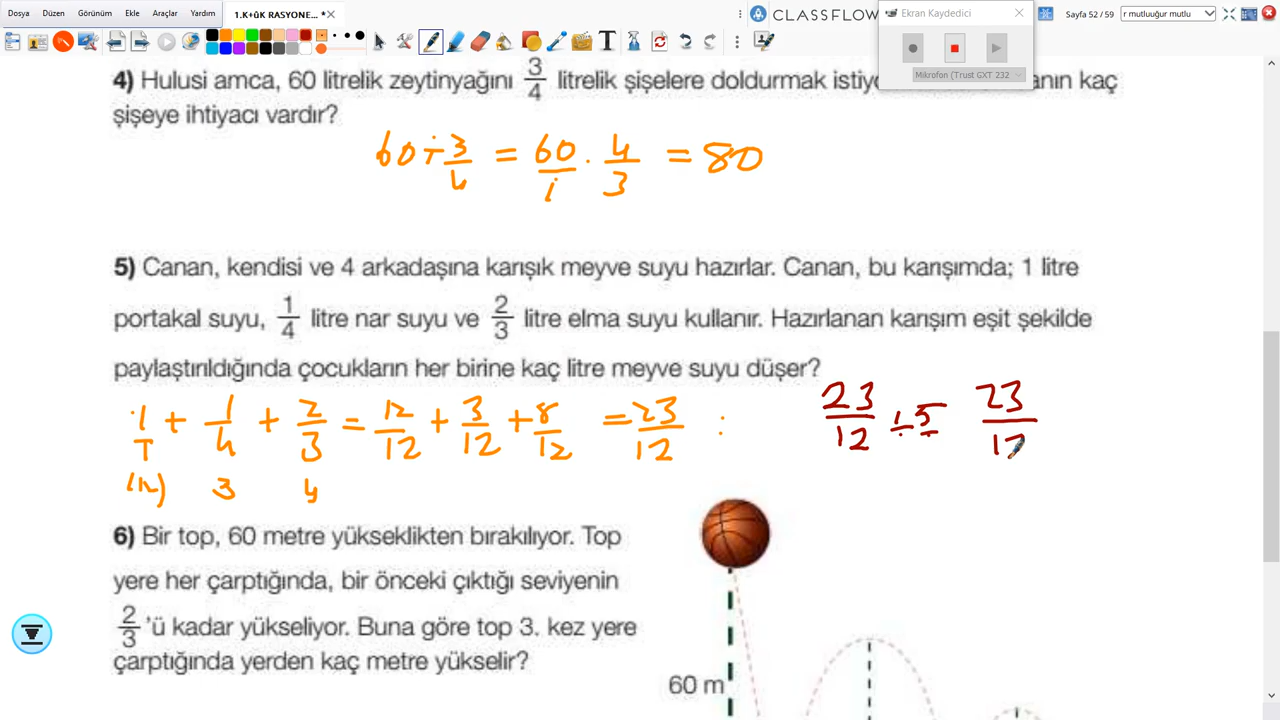 Dosya Düzen Görünüm Ekle Araçlar Yardım 1.K+ûK RASYONE... *
CLASSFLOW
Ekran Kaydedici
Sayfa 52 / 59
r mutluuğur mutlu
Mikrofon (Trust GXT 232
4) Hulusi amca, 60 litrelik zeytinyağını 3/4 litrelik şişelere doldurmak istiyo anın kaç
şişeye ihtiyacı vardır?
60 ÷ 3/4 = 60/1 . 4/3 = 80
5) Canan, kendisi ve 4 arkadaşına karışık meyve suyu hazırlar. Canan, bu karışımda; 1 litre
portakal suyu, 1/4 litre nar suyu ve 2/3 litre elma suyu kullanır. Hazırlanan karışım eşit şekilde
paylaştırıldığında çocukların her birine kaç litre meyve suyu düşer?
1/1 + 1/4 + 2/3 = 12/12 + 3/12 + 8/12 = 23/12 : 23/12 ÷ 5 23/12
(12) 3 4
6) Bir top, 60 metre yükseklikten bırakılıyor. Top
yere her çarptığında, bir önceki çıktığı seviyenin
2/3 'ü kadar yükseliyor. Buna göre top 3. kez yere
çarptığında yerden kaç metre yükselir?
60 m